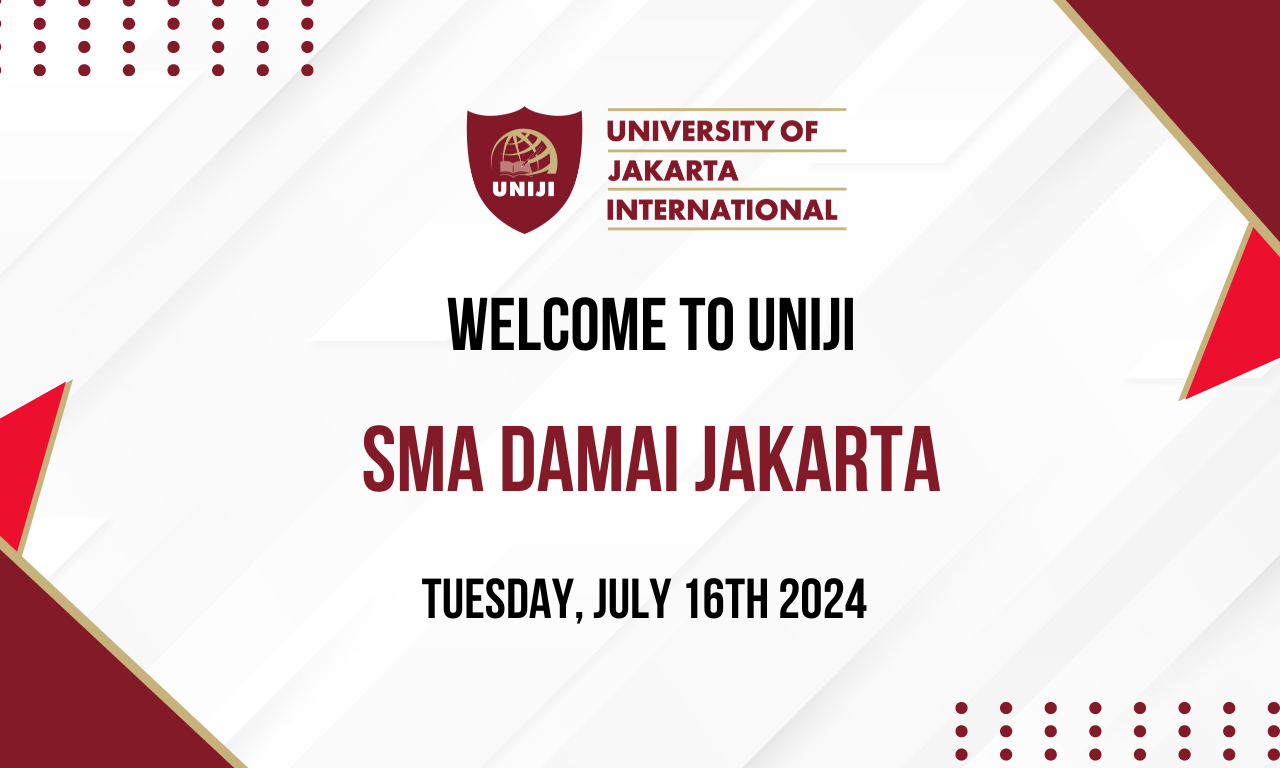 UNIJI
UNIVERSITY OF
JAKARTA
INTERNATIONAL
WELCOME TO UNIJI
SMA DAMAI JAKARTA
TUESDAY, JULY 16TH 2024